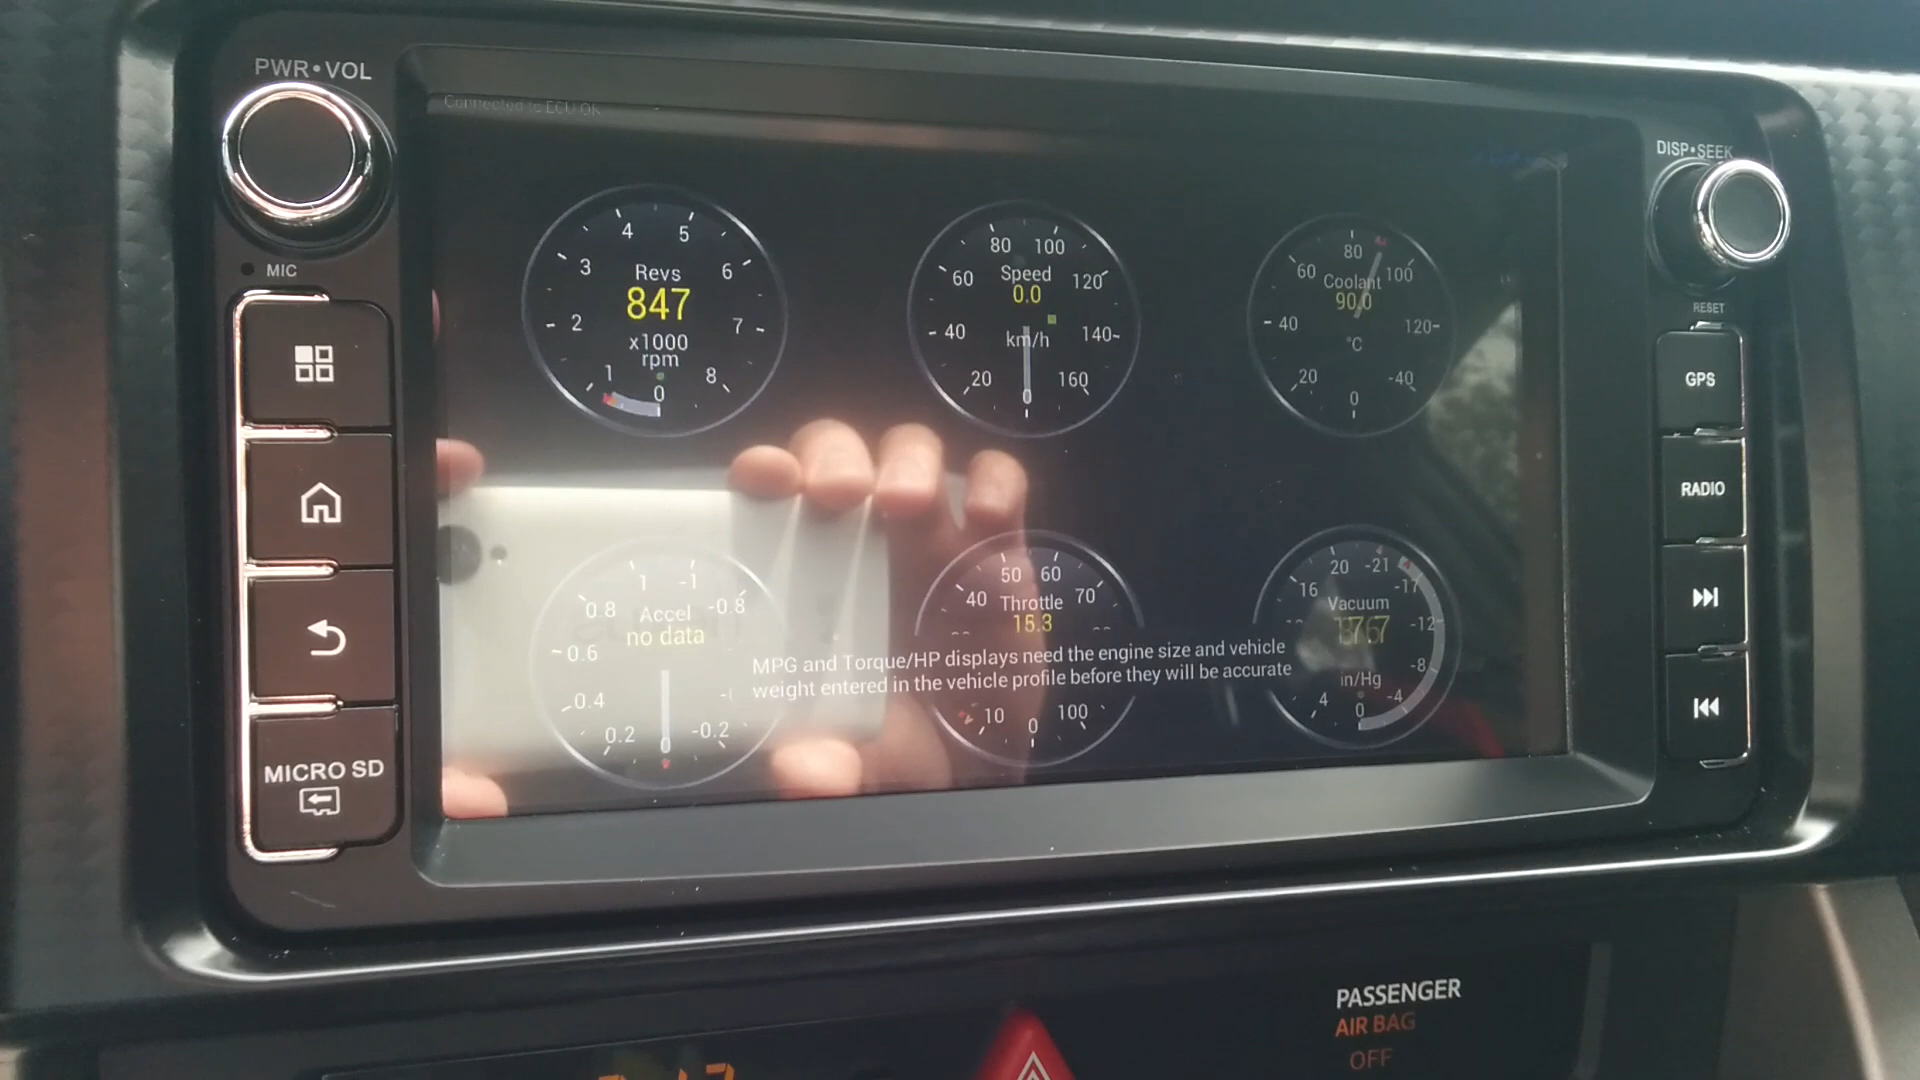 PWR•VOL
Connected to ECU OK
DISP•SEEK
MIC
RESET
GPS
RADIO
MICRO SD
4 5
3 6
Revs
847
2 7
x1000
rpm
1 8
0
80 100
60 120
Speed
0.0
40 140
km/h
20 160
0
80
60 100
Coolant
90.0
40 120
°C
20 -40
0
1 -1
0.8 -0.8
Accel
no data
0.6
0.4
0.2 -0.2
0
50 60
40 70
Throttle
15.3
10 100
0
20 -21
16 -17
Vacuum
-12
-8
in/Hg
4 -4
0
MPG and Torque/HP displays need the engine size and vehicle
weight entered in the vehicle profile before they will be accurate
PASSENGER
AIR BAG
OFF